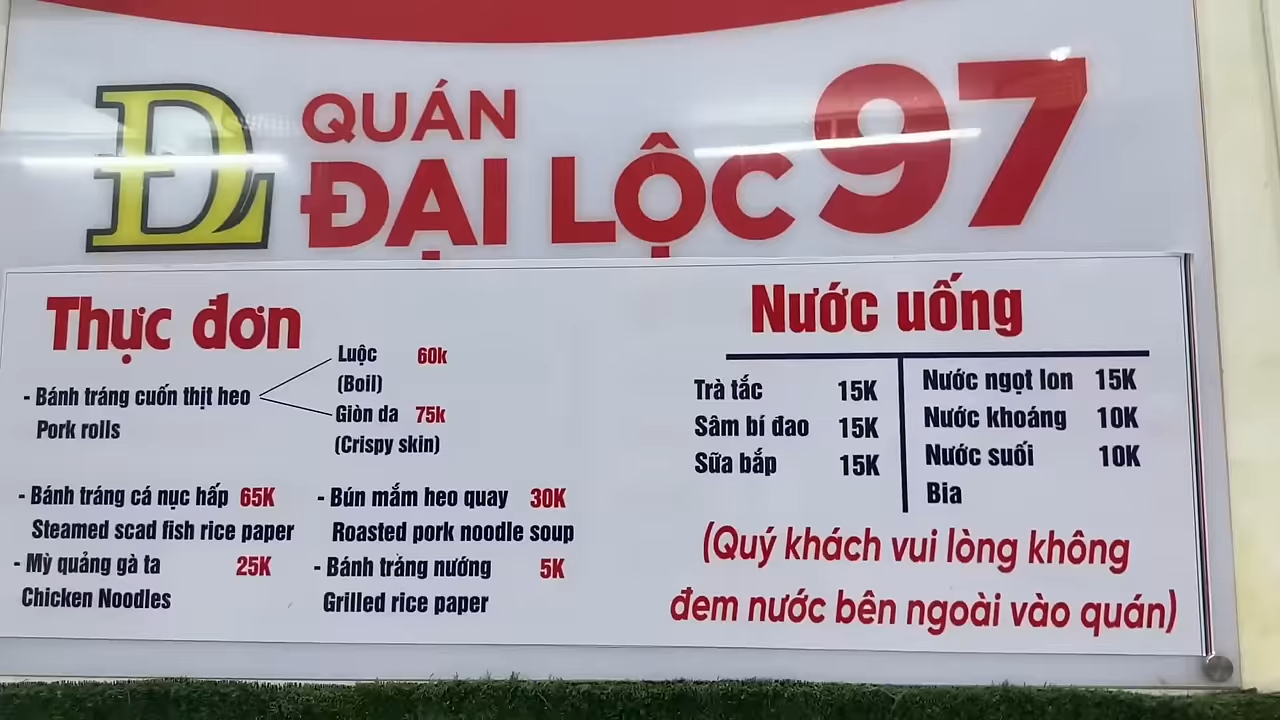 ĐL
QUÁN
ĐẠI LỘC 97
Thực đơn
- Bánh tráng cuốn thịt heo
Pork rolls
Luộc 60k
(Boil)
Giòn da 75k
(Crispy skin)
- Bánh tráng cá nục hấp 65K
Steamed scad fish rice paper
- Mỳ quảng gà ta 25K
Chicken Noodles
- Bún mắm heo quay 30K
Roasted pork noodle soup
- Bánh tráng nướng 5K
Grilled rice paper
Nước uống
Trà tắc 15K
Sâm bí đao 15K
Sữa bắp 15K
Nước ngọt lon 15K
Nước khoáng 10K
Nước suối 10K
Bia
(Quý khách vui lòng không
đem nước bên ngoài vào quán)